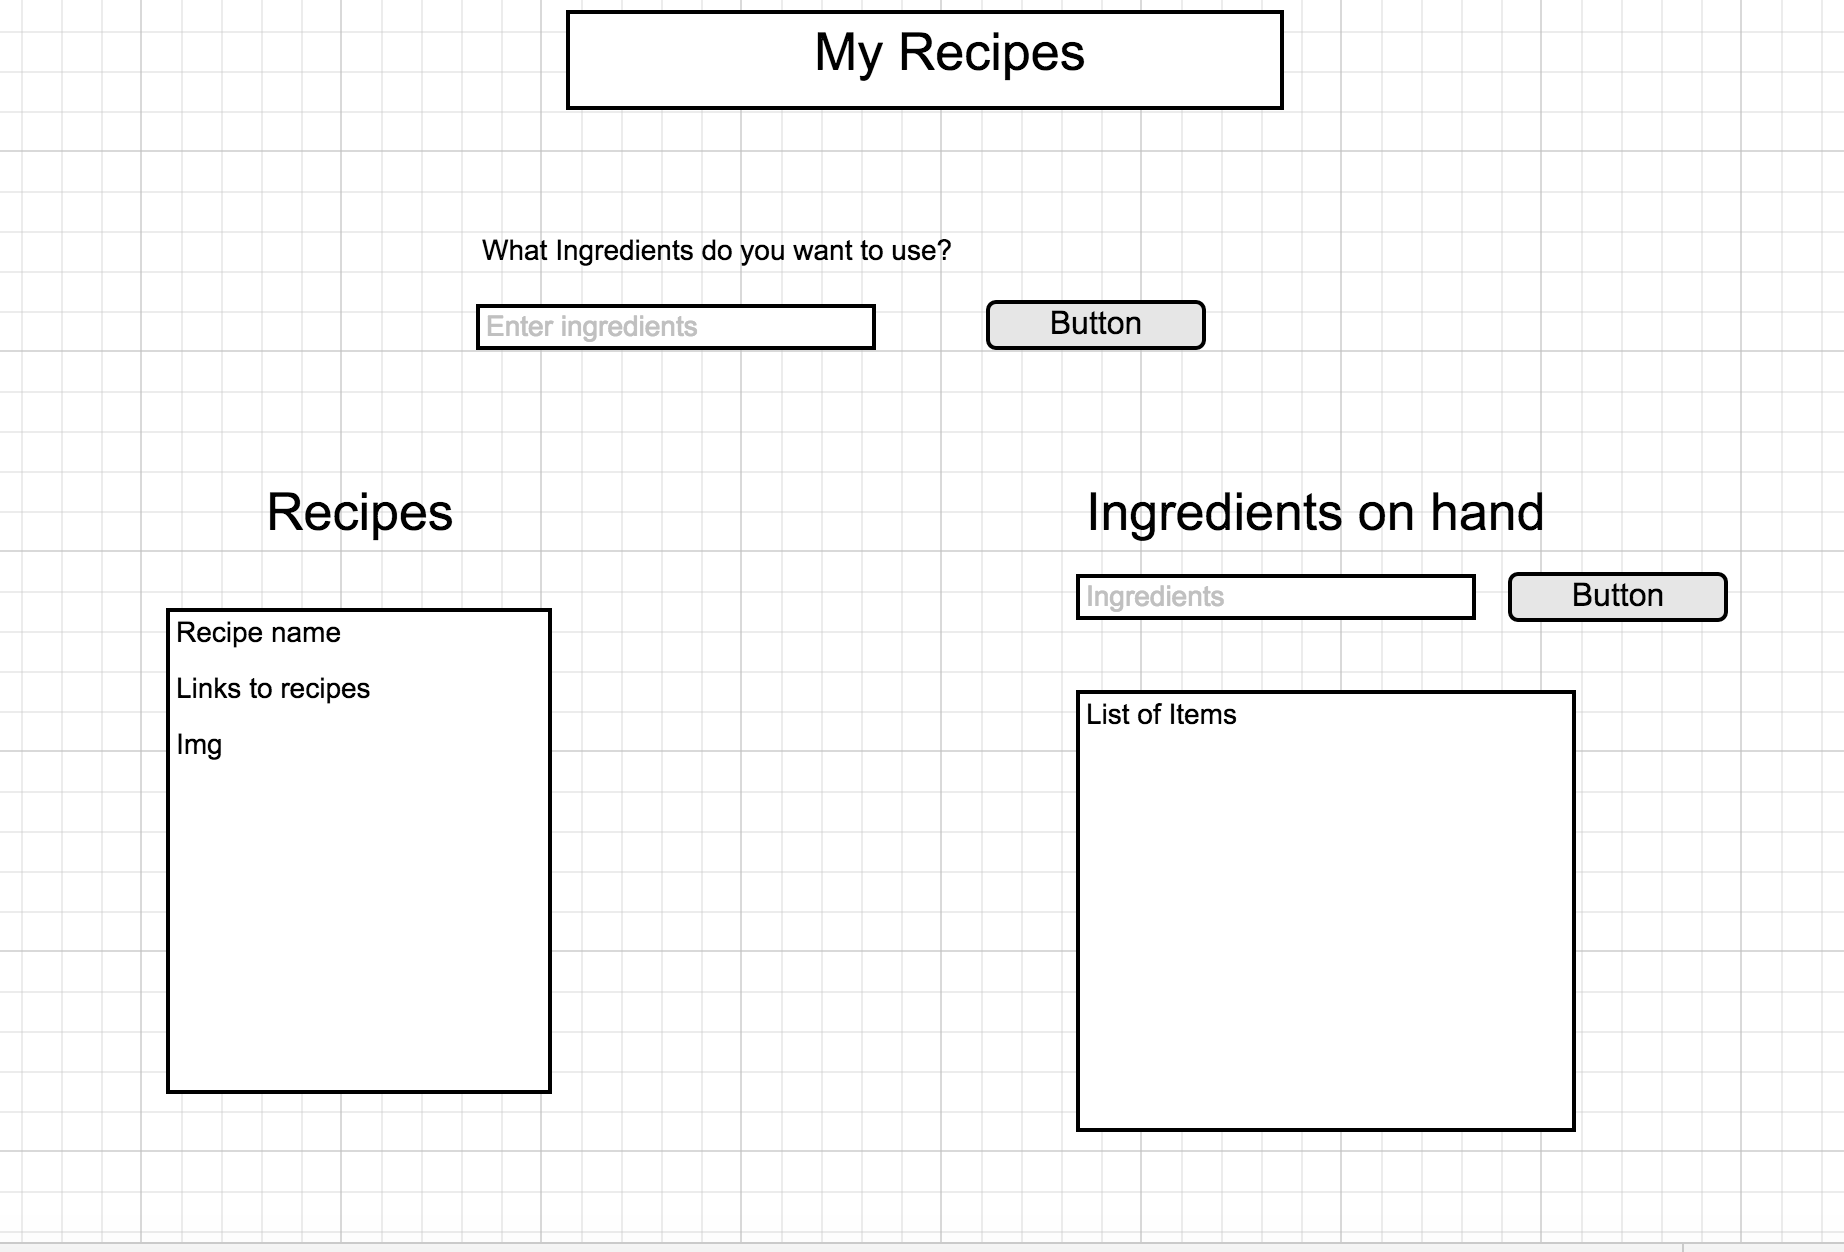 My Recipes
What Ingredients do you want to use?
Enter ingredients
Button
Recipes
Recipe name
Links to recipes
Img
Ingredients on hand
Ingredients
Button
List of Items